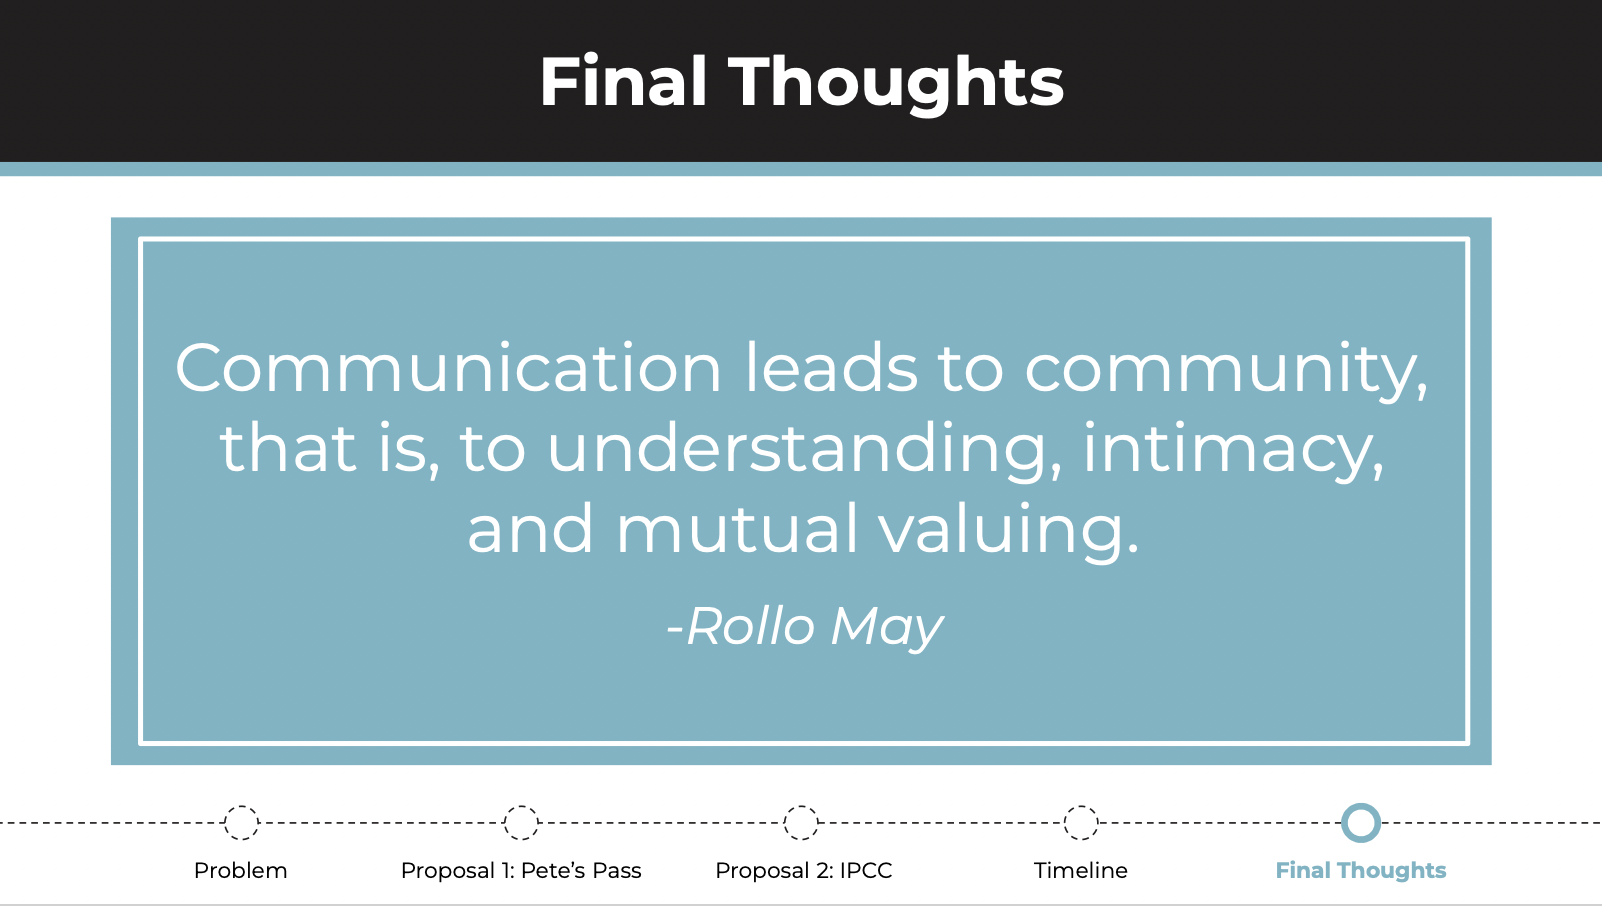 Final Thoughts
Communication leads to community,
that is, to understanding, intimacy,
and mutual valuing.
-Rollo May
Problem
Proposal 1: Pete’s Pass
Proposal 2: IPCC
Timeline
Final Thoughts